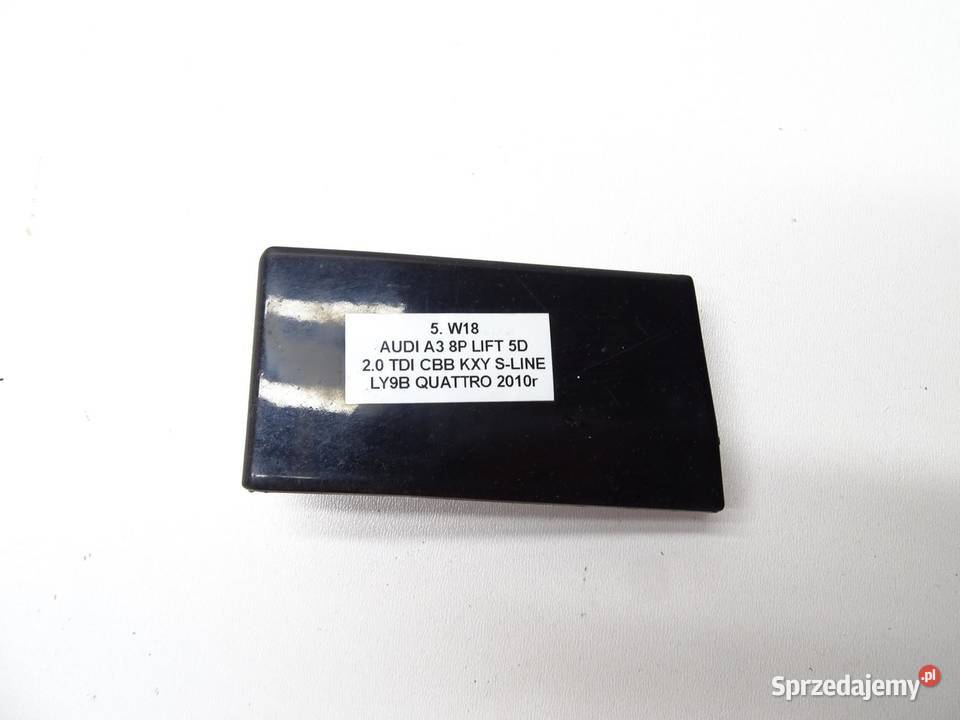 5. W18
AUDI A3 8P LIFT 5D
2.0 TDI CBB KXY S-LINE
LY9B QUATTRO 2010r
Sprzedajemy.pl